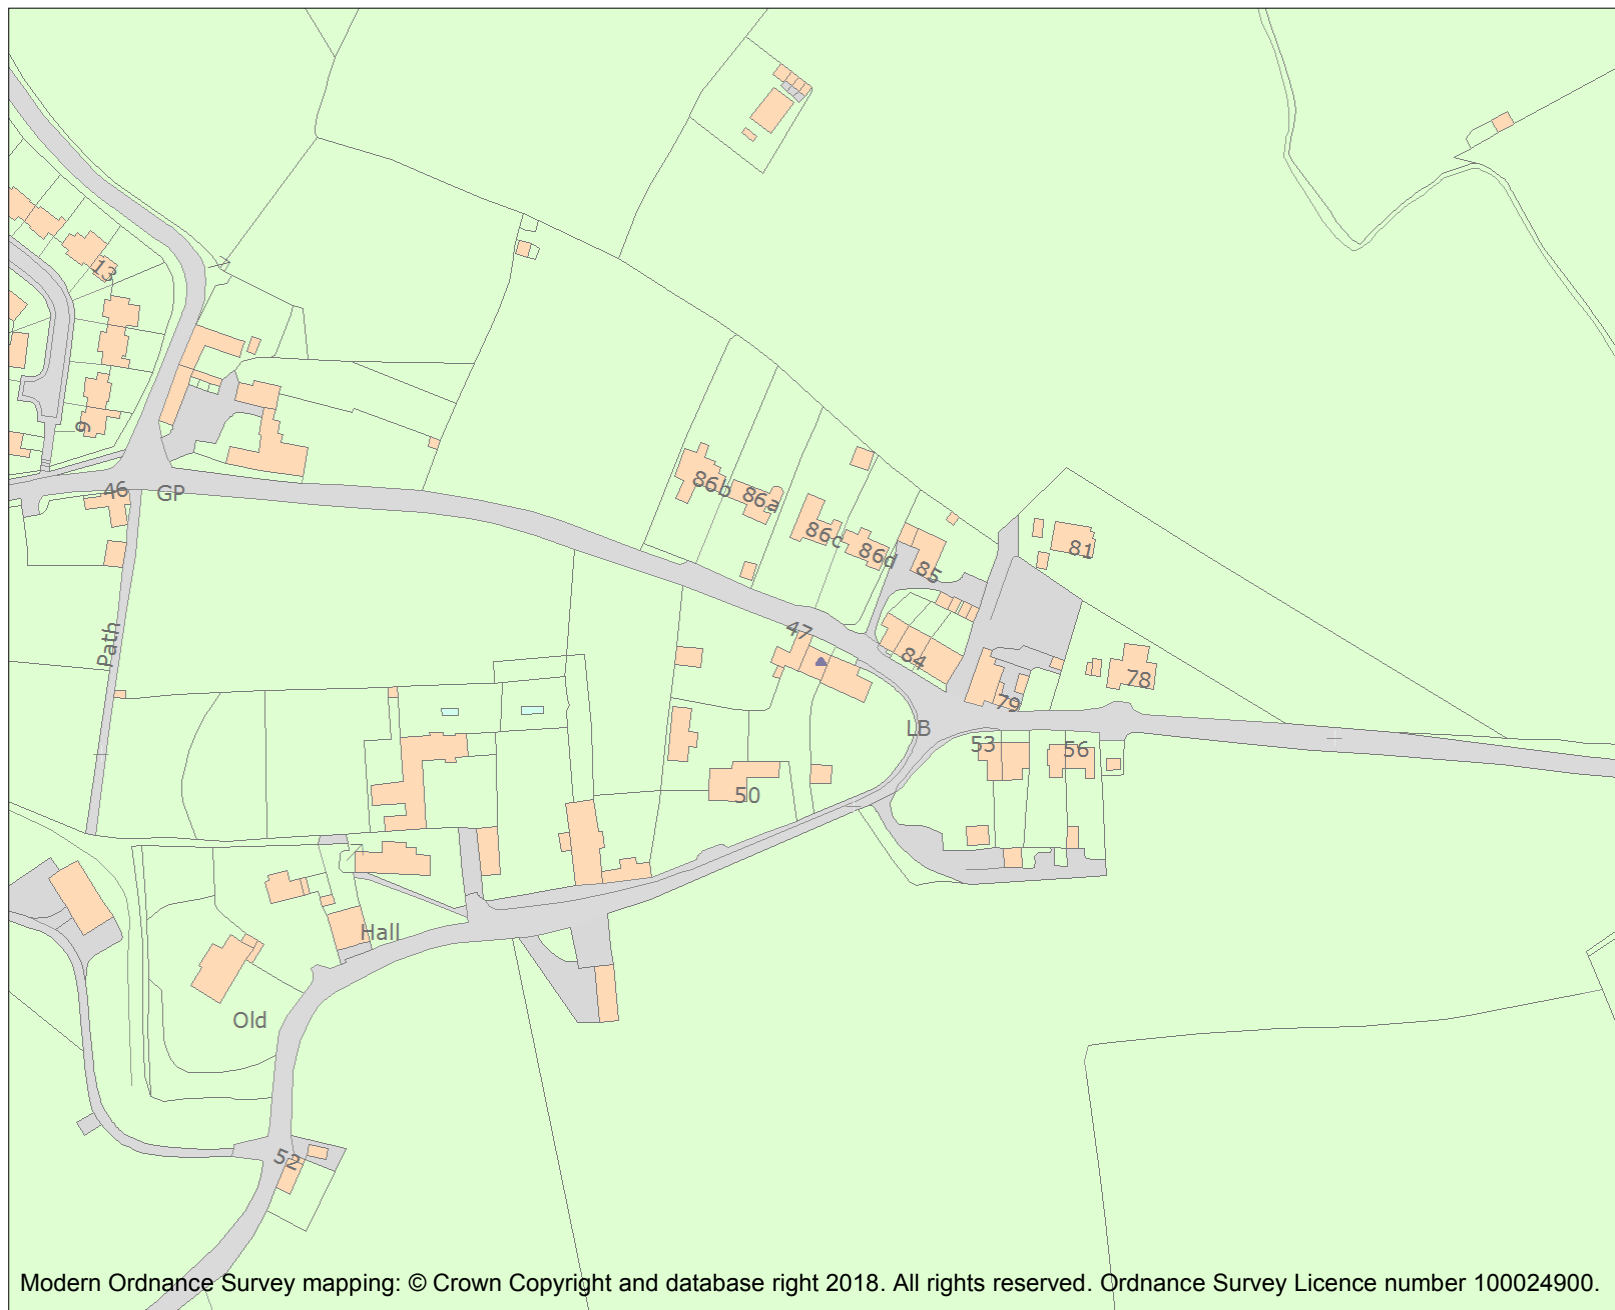 13
9
46
GP
86b
86a
86c
86d
81
85
Path
47
84
78
79
LB
53
56
50
Hall
Old
52
Modern Ordnance Survey mapping: © Crown Copyright and database right 2018. All rights reserved. Ordnance Survey Licence number 100024900.